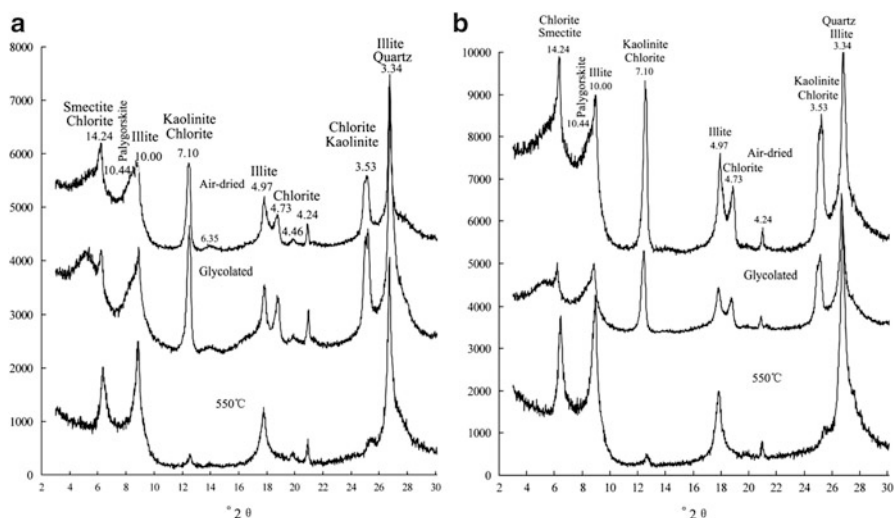 a
8000
7000
6000
5000
4000
3000
2000
1000
0
2 4 6 8 10 12 14 16 18 20 22 24 26 28 30
° 2 θ
Smectite
Chlorite
14.24
Palygorskite
10.44
Illite
10.00
Kaolinite
Chlorite
7.10
Air-dried
6.35
Illite
4.97
Chlorite
4.73
4.46
4.24
Chlorite
Kaolinite
3.53
Illite
Quartz
3.34
Glycolated
550℃
b
10000
9000
8000
7000
6000
5000
4000
3000
2000
1000
0
2 4 6 8 10 12 14 16 18 20 22 24 26 28 30
° 2 θ
Chlorite
Smectite
14.24
Palygorskite
10.44
Illite
10.00
Kaolinite
Chlorite
7.10
Illite
4.97
Chlorite
4.73
Air-dried
4.24
Kaolinite
Chlorite
3.53
Quartz
Illite
3.34
Glycolated
550℃